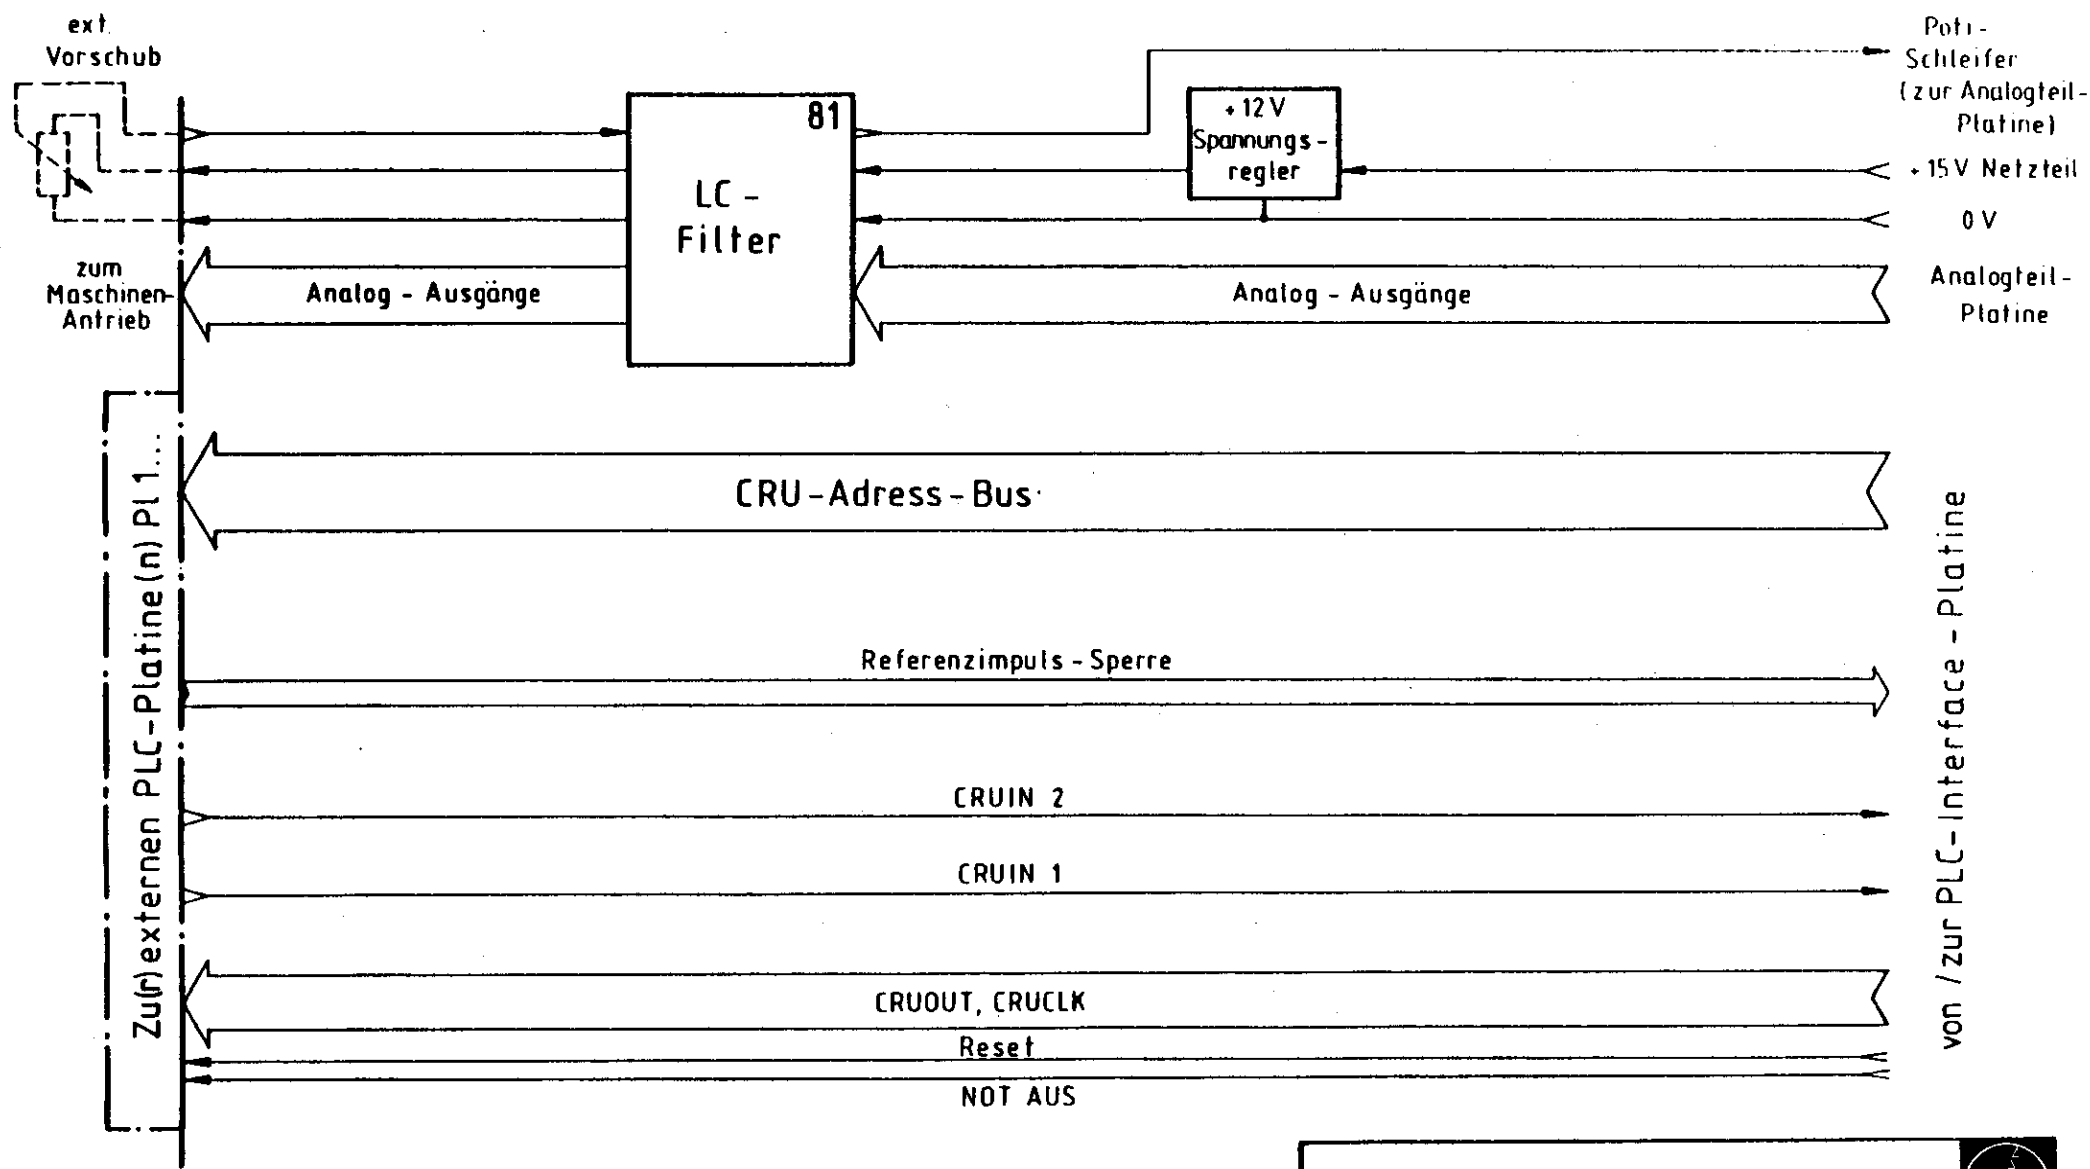 ext.
Vorschub
Poti-
Schleifer
(zur Analogteil-
Platine)
81
+12V
Spannungs-
regler
+15V Netzteil
LC-
Filter
0V
zum
Maschinen-
Antrieb
Analog - Ausgänge
Analog - Ausgänge
Analogteil-
Platine
Zu(r) externen PLC-Platine(n) Pl 1....
CRU-Adress-Bus
von / zur PLC-Interface-Platine
Referenzimpuls-Sperre
CRUIN 2
CRUIN 1
CRUOUT, CRUCLK
Reset
NOT AUS